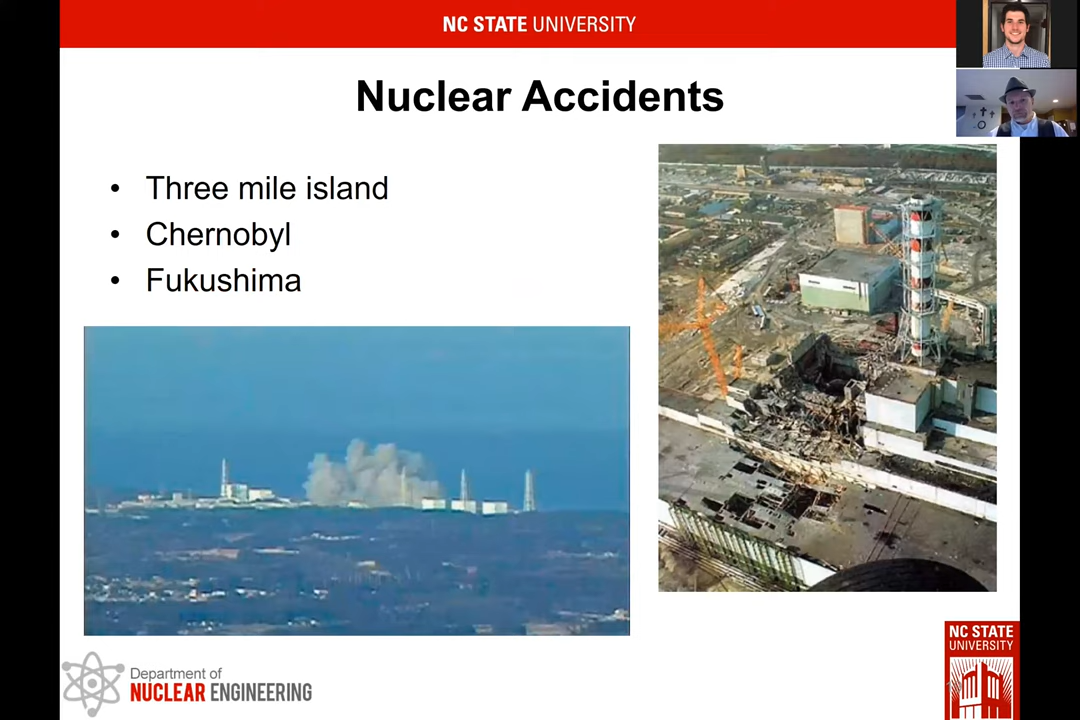 NC STATE UNIVERSITY
Nuclear Accidents
• Three mile island
• Chernobyl
• Fukushima
Department of
NUCLEAR ENGINEERING
NC STATE
UNIVERSITY